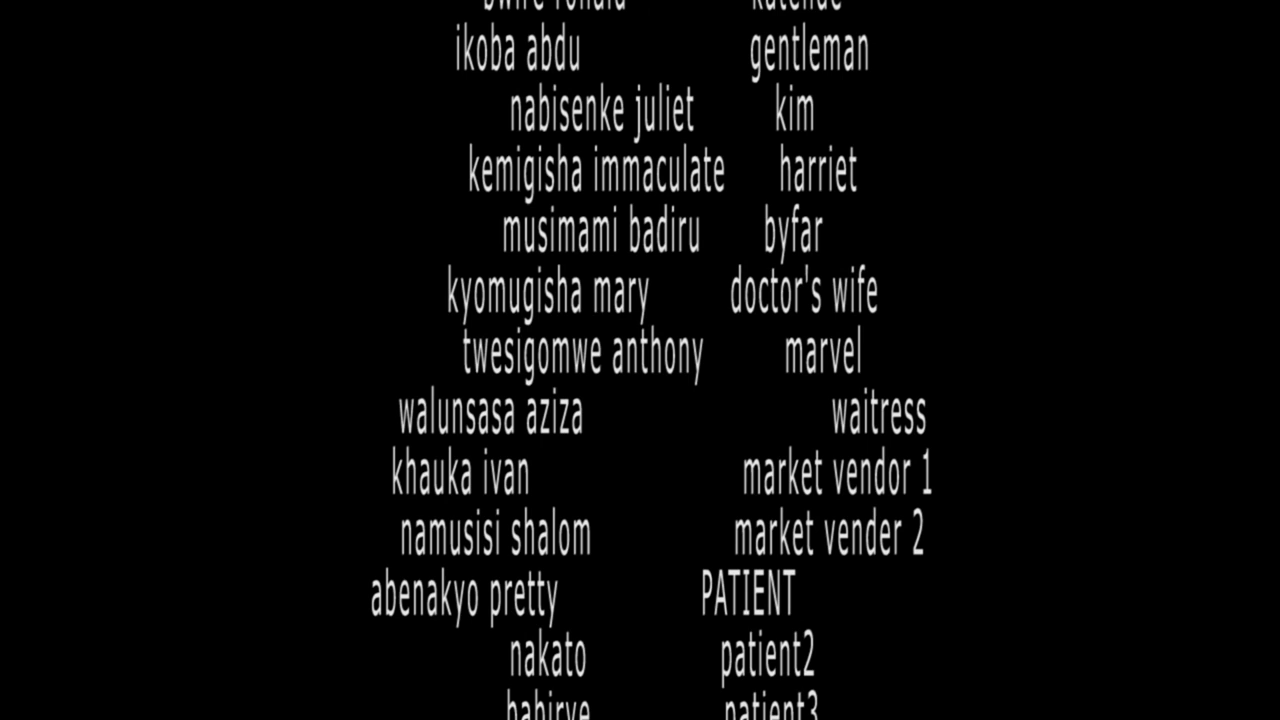 ikoba abdu gentleman
nabisenke juliet kim
kemigisha immaculate harriet
musimami badiru byfar
kyomugisha mary doctor's wife
twesigomwe anthony marvel
walunsasa aziza waitress
khauka ivan market vendor 1
namusisi shalom market vender 2
abenakyo pretty PATIENT
nakato patient2
patient3